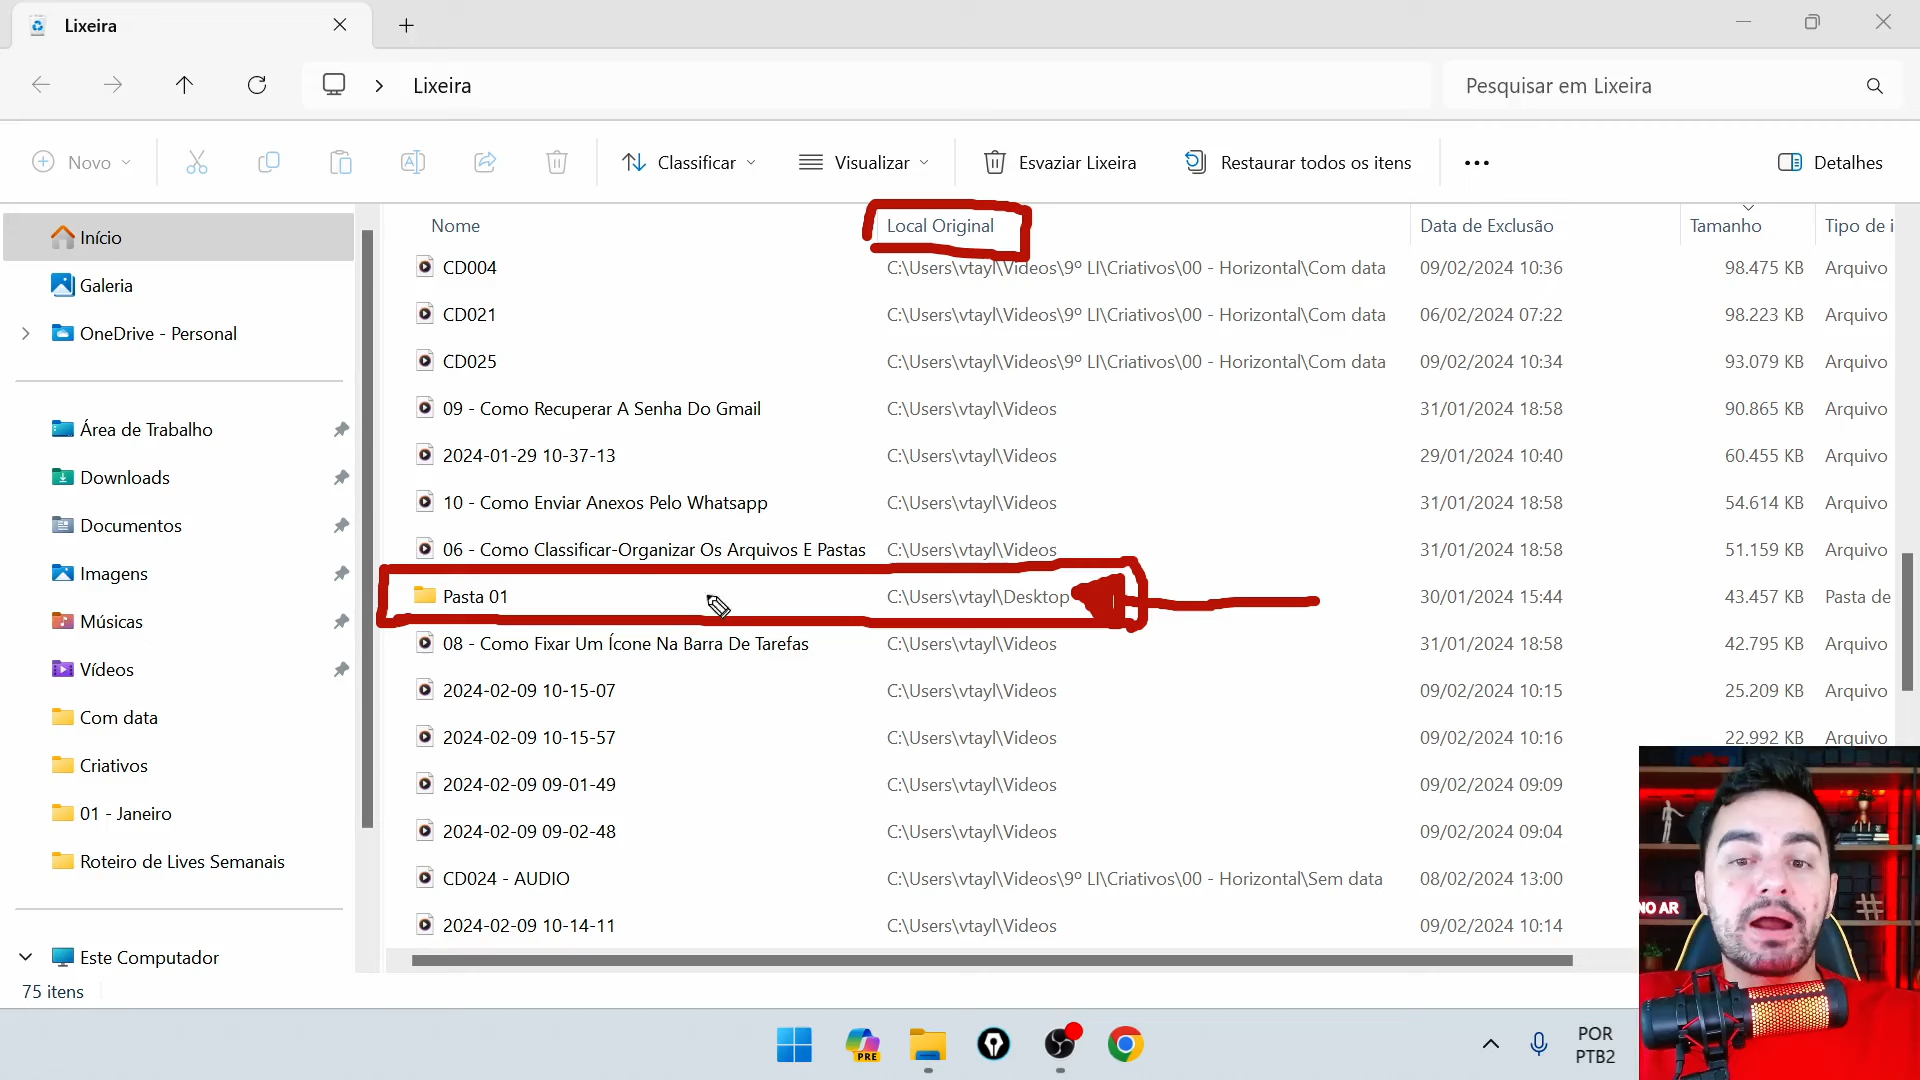 Lixeira
Lixeira
Pesquisar em Lixeira
Novo
Classificar
Visualizar
Esvaziar Lixeira
Restaurar todos os itens
Detalhes
Nome Local Original Data de Exclusão Tamanho Tipo de i
CD004 C:\Users\vtayl\Videos\9º LI\Criativos\00 - Horizontal\Com data 09/02/2024 10:36 98.475 KB Arquivo
CD021 C:\Users\vtayl\Videos\9º LI\Criativos\00 - Horizontal\Com data 06/02/2024 07:22 98.223 KB Arquivo
CD025 C:\Users\vtayl\Videos\9º LI\Criativos\00 - Horizontal\Com data 09/02/2024 10:34 93.079 KB Arquivo
09 - Como Recuperar A Senha Do Gmail C:\Users\vtayl\Videos 31/01/2024 18:58 90.865 KB Arquivo
2024-01-29 10-37-13 C:\Users\vtayl\Videos 29/01/2024 10:40 60.455 KB Arquivo
10 - Como Enviar Anexos Pelo Whatsapp C:\Users\vtayl\Videos 31/01/2024 18:58 54.614 KB Arquivo
06 - Como Classificar-Organizar Os Arquivos E Pastas C:\Users\vtayl\Videos 31/01/2024 18:58 51.159 KB Arquivo
Pasta 01 C:\Users\vtayl\Desktop 30/01/2024 15:44 43.457 KB Pasta de
08 - Como Fixar Um Ícone Na Barra De Tarefas C:\Users\vtayl\Videos 31/01/2024 18:58 42.795 KB Arquivo
2024-02-09 10-15-07 C:\Users\vtayl\Videos 09/02/2024 10:15 25.209 KB Arquivo
2024-02-09 10-15-57 C:\Users\vtayl\Videos 09/02/2024 10:16 22.992 KB Arquivo
2024-02-09 09-01-49 C:\Users\vtayl\Videos 09/02/2024 09:09
2024-02-09 09-02-48 C:\Users\vtayl\Videos 09/02/2024 09:04
CD024 - AUDIO C:\Users\vtayl\Videos\9º LI\Criativos\00 - Horizontal\Sem data 08/02/2024 13:00
2024-02-09 10-14-11 C:\Users\vtayl\Videos 09/02/2024 10:14
Início
Galeria
OneDrive - Personal
Área de Trabalho
Downloads
Documentos
Imagens
Músicas
Vídeos
Com data
Criativos
01 - Janeiro
Roteiro de Lives Semanais
Este Computador
75 itens
NO AR
PRE
POR
PTB2